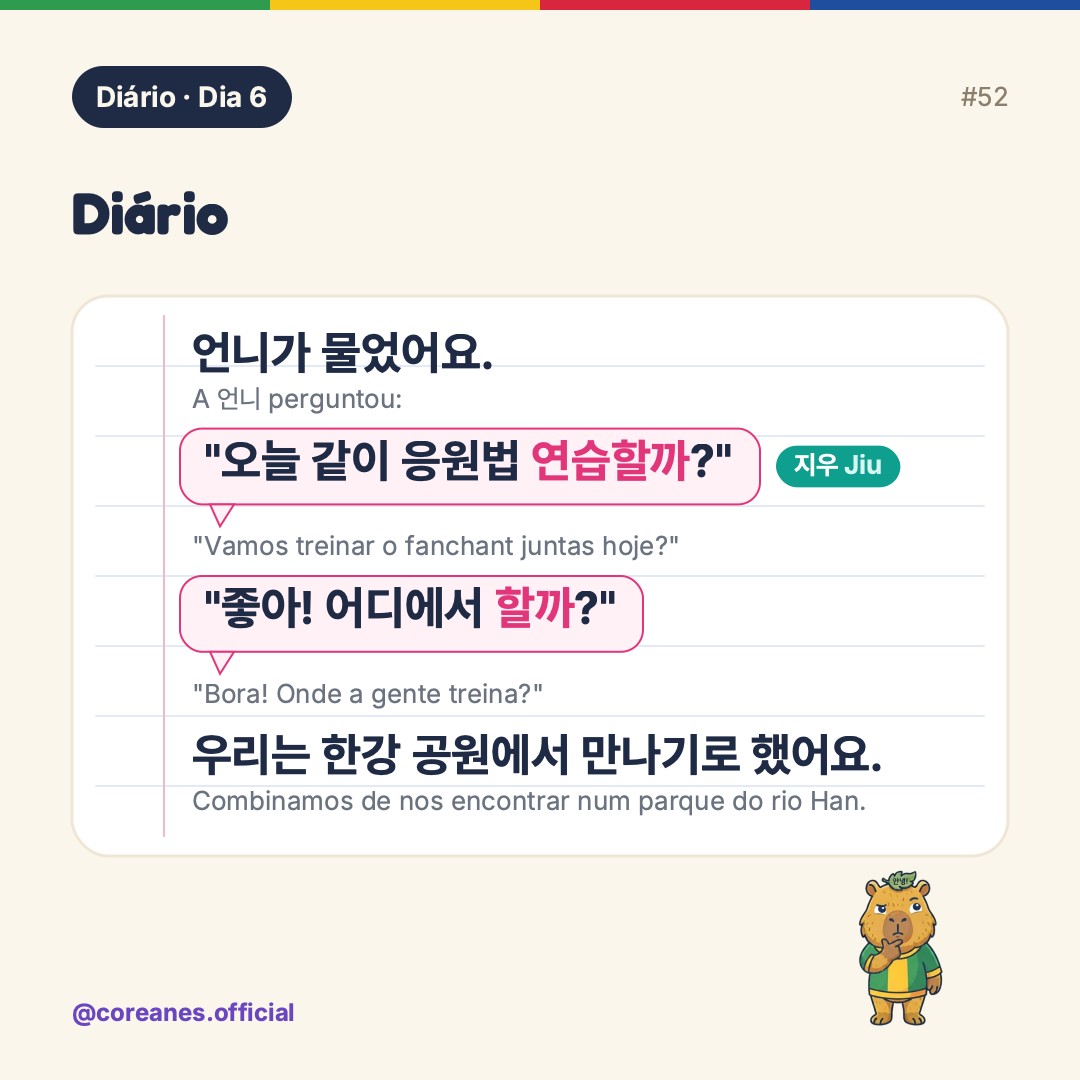 Diário · Dia 6
#52
Diário
언니가 물었어요.
A 언니 perguntou:
"오늘 같이 응원법 연습할까?"
지우 Jiu
"Vamos treinar o fanchant juntas hoje?"
"좋아! 어디에서 할까?"
"Bora! Onde a gente treina?"
우리는 한강 공원에서 만나기로 했어요.
Combinamos de nos encontrar num parque do rio Han.
안녕!
@coreanes.official